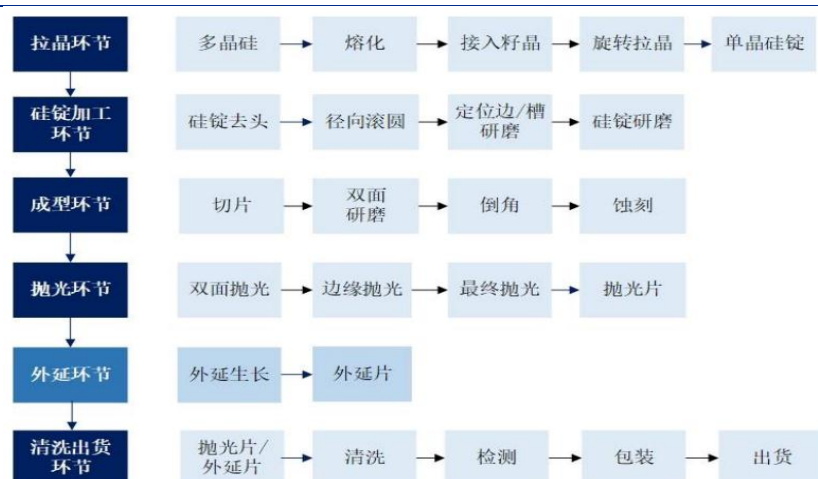 拉晶环节
多晶硅
熔化
接入籽晶
旋转拉晶
单晶硅锭
硅锭加工
环节
硅锭去头
径向滚圆
定位边/槽
研磨
硅锭研磨
成型环节
切片
双面
研磨
倒角
蚀刻
抛光环节
双面抛光
边缘抛光
最终抛光
抛光片
外延环节
外延生长
外延片
清洗出货
环节
抛光片/
外延片
清洗
检测
包装
出货